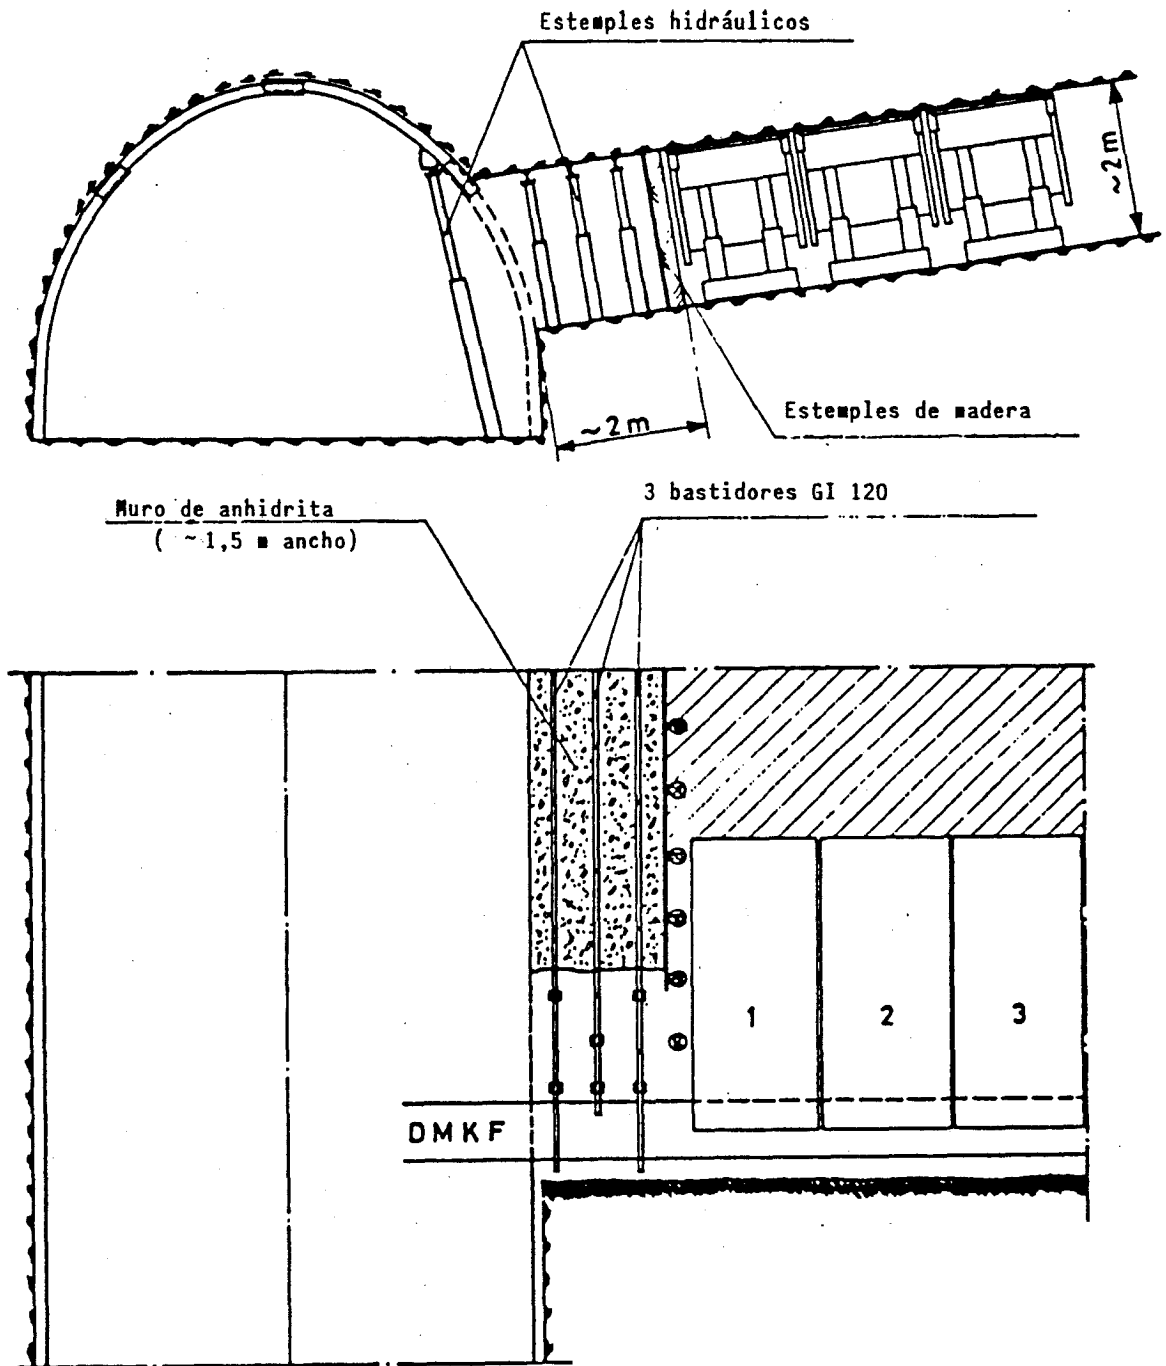 Estemples hidráulicos
~2m
Estemples de madera
~2m
3 bastidores GI 120
Muro de anhidrita
( ~1,5 m ancho)
1
2
3
DMKF